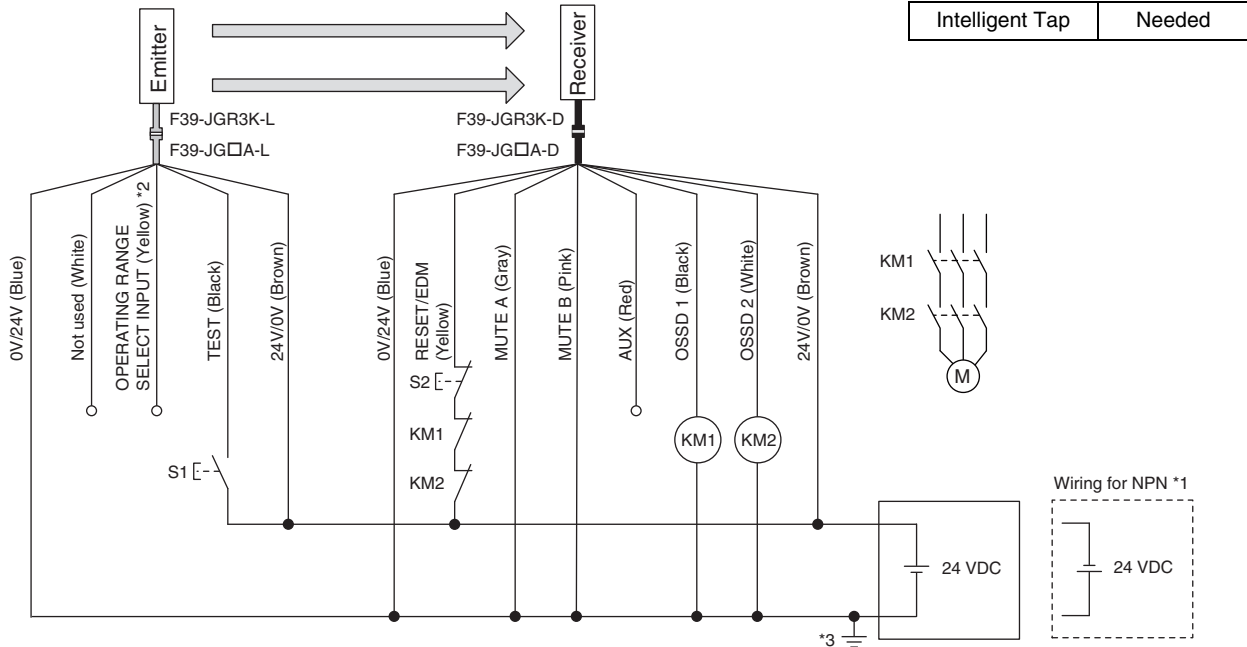 Intelligent Tap Needed
Emitter
Receiver
F39-JGR3K-L
F39-JG□A-L
F39-JGR3K-D
F39-JG□A-D
0V/24V (Blue)
Not used (White)
OPERATING RANGE
SELECT INPUT (Yellow) *2
TEST (Black)
24V/0V (Brown)
0V/24V (Blue)
RESET/EDM
(Yellow)
MUTE A (Gray)
MUTE B (Pink)
AUX (Red)
OSSD 1 (Black)
OSSD 2 (White)
24V/0V (Brown)
KM1
KM2
M
S2
KM1
KM2
KM1
KM2
S1
24 VDC
Wiring for NPN *1
24 VDC
*3